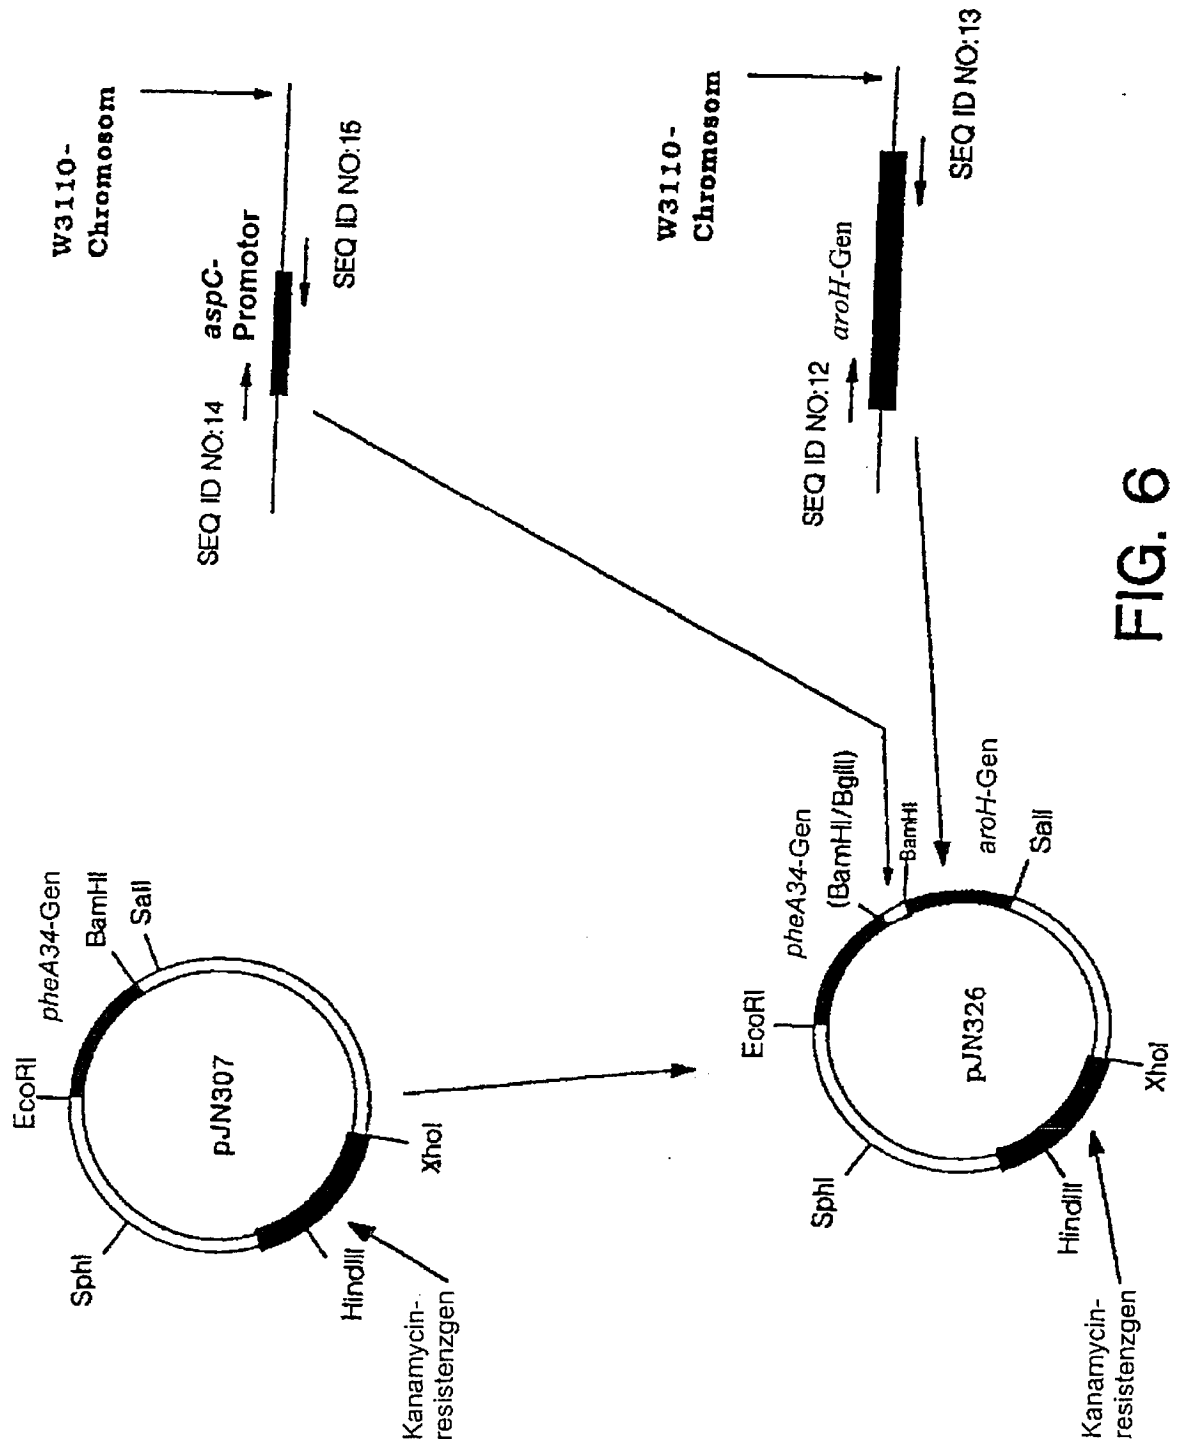 W3110-
Chromosom
aspC-
Promotor
SEQ ID NO:14
SEQ ID NO:15
W3110-
Chromosom
SEQ ID NO:12
aroH-Gen
SEQ ID NO:13
EcoRI
pheA34-Gen
BamHI
SalI
pJN307
SphI
HindIII
XhoI
Kanamycin-
resistenzgen
EcoRI
pheA34-Gen
(BamHI/BglII)
BamHI
aroH-Gen
SalI
pJN326
SphI
HindIII
XhoI
Kanamycin-
resistenzgen
FIG. 6